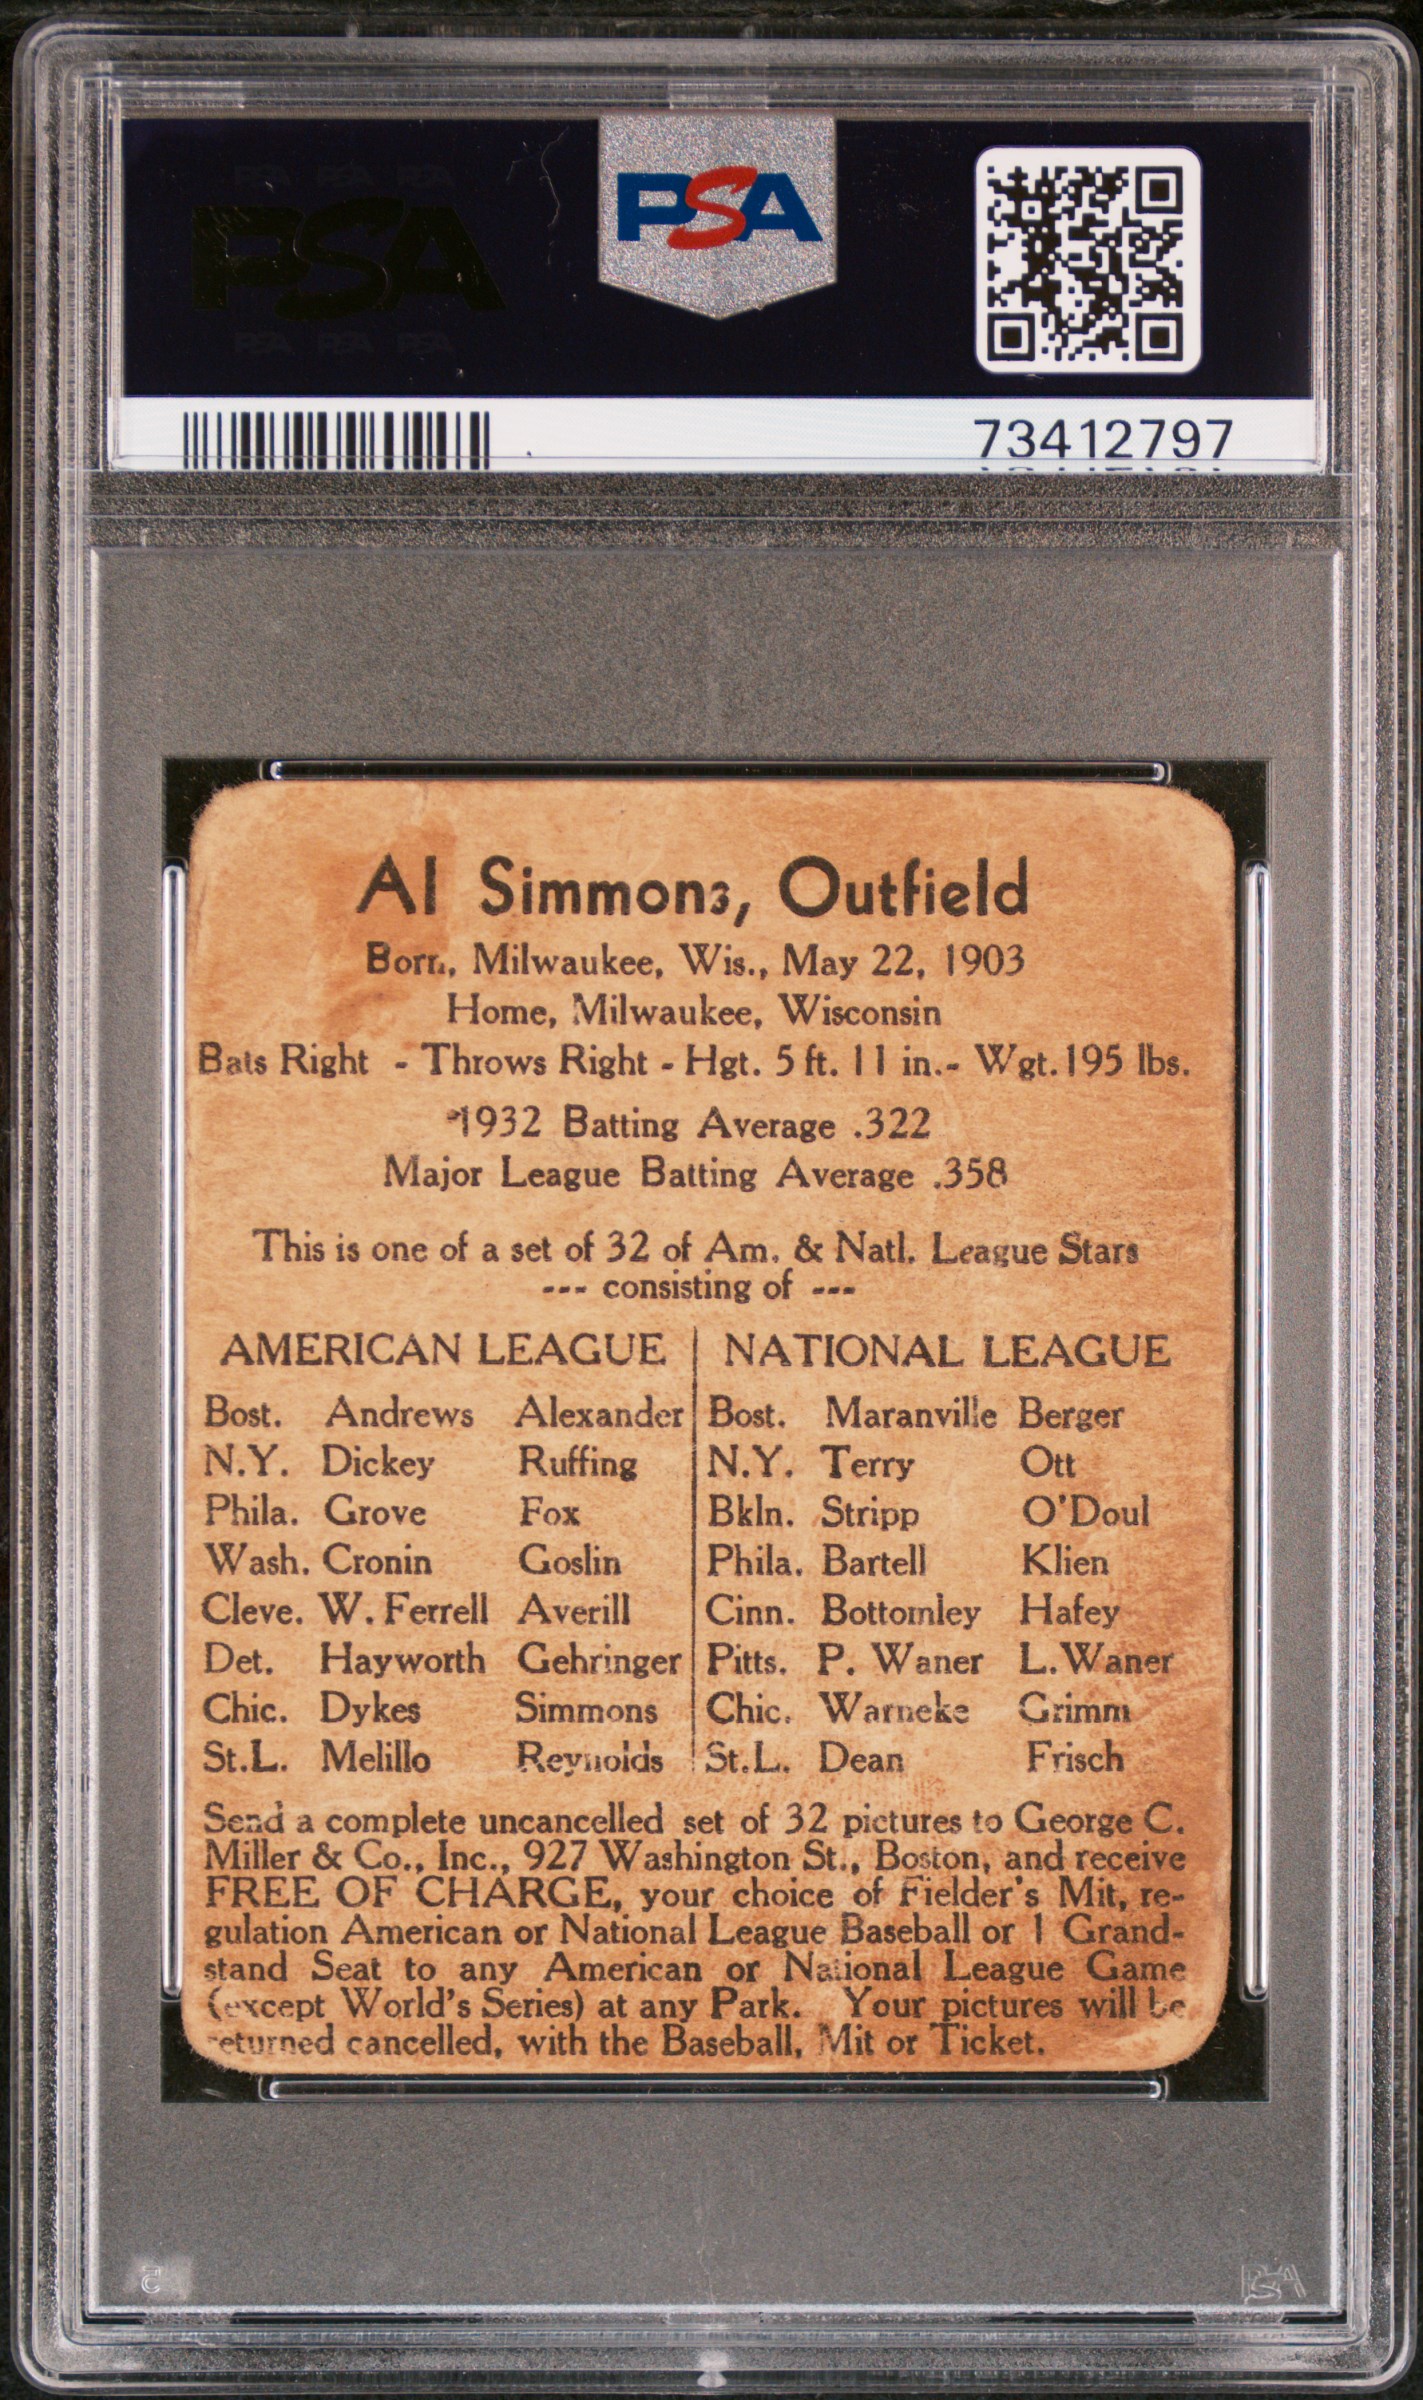 PSA
PSA
73412797
Al Simmons, Outfield
Born, Milwaukee, Wis., May 22, 1903
Home, Milwaukee, Wisconsin
Bats Right - Throws Right - Hgt. 5 ft. 11 in.- Wgt. 195 lbs.
1932 Batting Average .322
Major League Batting Average .358
This is one of a set of 32 of Am. & Natl. League Stars
--- consisting of ---
AMERICAN LEAGUE | NATIONAL LEAGUE
Bost. Andrews Alexander | Bost. Maranville Berger
N.Y. Dickey Ruffing | N.Y. Terry Ott
Phila. Grove Fox | Bkln. Stripp O'Doul
Wash. Cronin Goslin | Phila. Bartell Klien
Cleve. W. Ferrell Averill | Cinn. Bottomley Hafey
Det. Hayworth Gehringer | Pitts. P. Waner L. Waner
Chic. Dykes Simmons | Chic. Warneke Grimm
St.L. Melillo Reynolds | St.L. Dean Frisch
Send a complete uncancelled set of 32 pictures to George C.
Miller & Co., Inc., 927 Washington St., Boston, and receive
FREE OF CHARGE, your choice of Fielder's Mit, re-
gulation American or National League Baseball or 1 Grand-
stand Seat to any American or National League Game
(except World's Series) at any Park. Your pictures will be
returned cancelled, with the Baseball, Mit or Ticket.
PSA